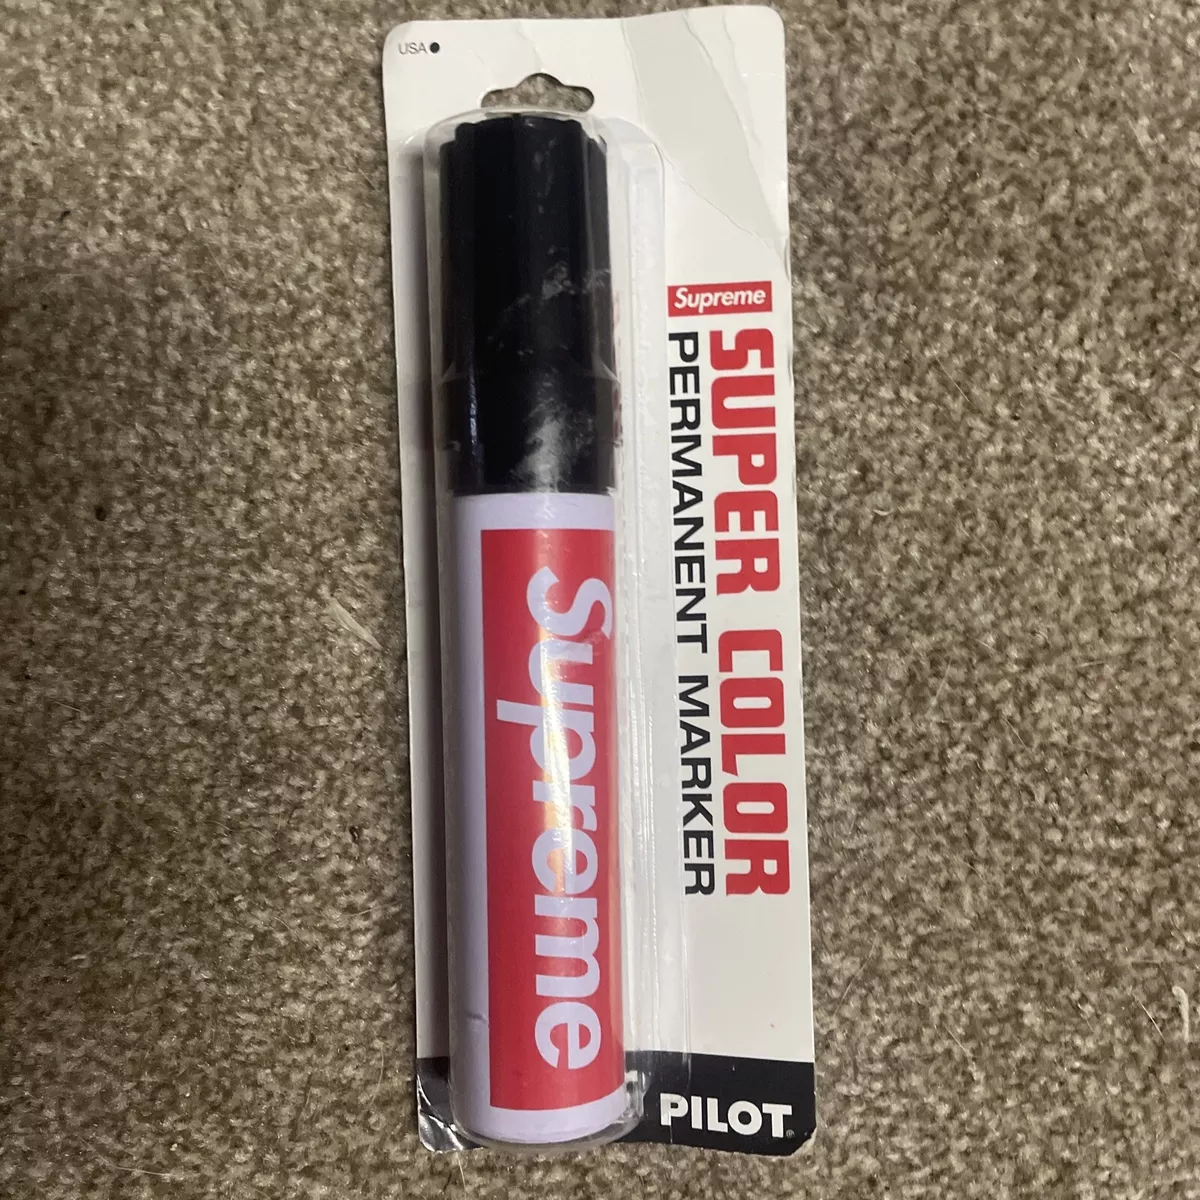 USA
Supreme
SUPER COLOR
PERMANENT MARKER
Supreme
PILOT